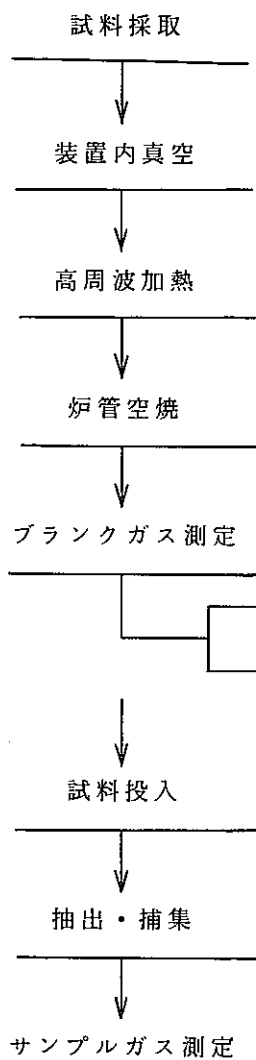 試料採取
装置内真空
高周波加熱
炉管空焼
ブランクガス測定
試料投入
抽出・捕集
サンプルガス測定